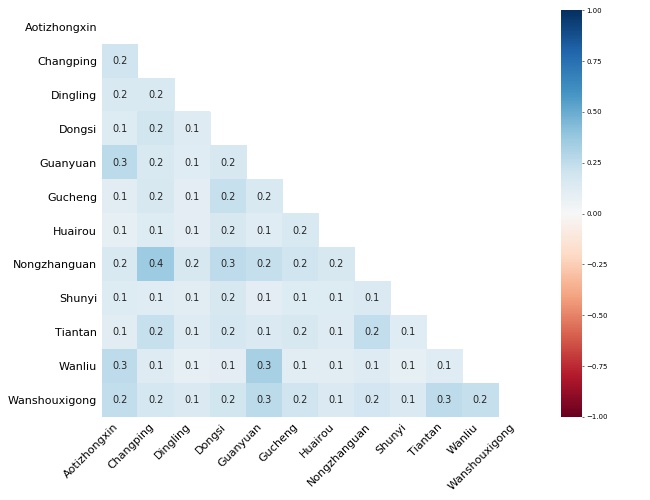 Aotizhongxin
Changping 0.2
Dingling 0.2 0.2
Dongsi 0.1 0.2 0.1
Guanyuan 0.3 0.2 0.1 0.2
Gucheng 0.1 0.2 0.1 0.2 0.2
Huairou 0.1 0.1 0.1 0.2 0.1 0.2
Nongzhanguan 0.2 0.4 0.2 0.3 0.2 0.2 0.2
Shunyi 0.1 0.1 0.1 0.2 0.1 0.1 0.1 0.1
Tiantan 0.1 0.2 0.1 0.2 0.1 0.2 0.1 0.2 0.1
Wanliu 0.3 0.1 0.1 0.1 0.3 0.1 0.1 0.1 0.1 0.1
Wanshouxigong 0.2 0.2 0.1 0.2 0.3 0.2 0.1 0.2 0.1 0.3 0.2
Aotizhongxin
Changping
Dingling
Dongsi
Guanyuan
Gucheng
Huairou
Nongzhanguan
Shunyi
Tiantan
Wanliu
Wanshouxigong
1.00
0.75
0.50
0.25
0.00
−0.25
−0.50
−0.75
−1.00